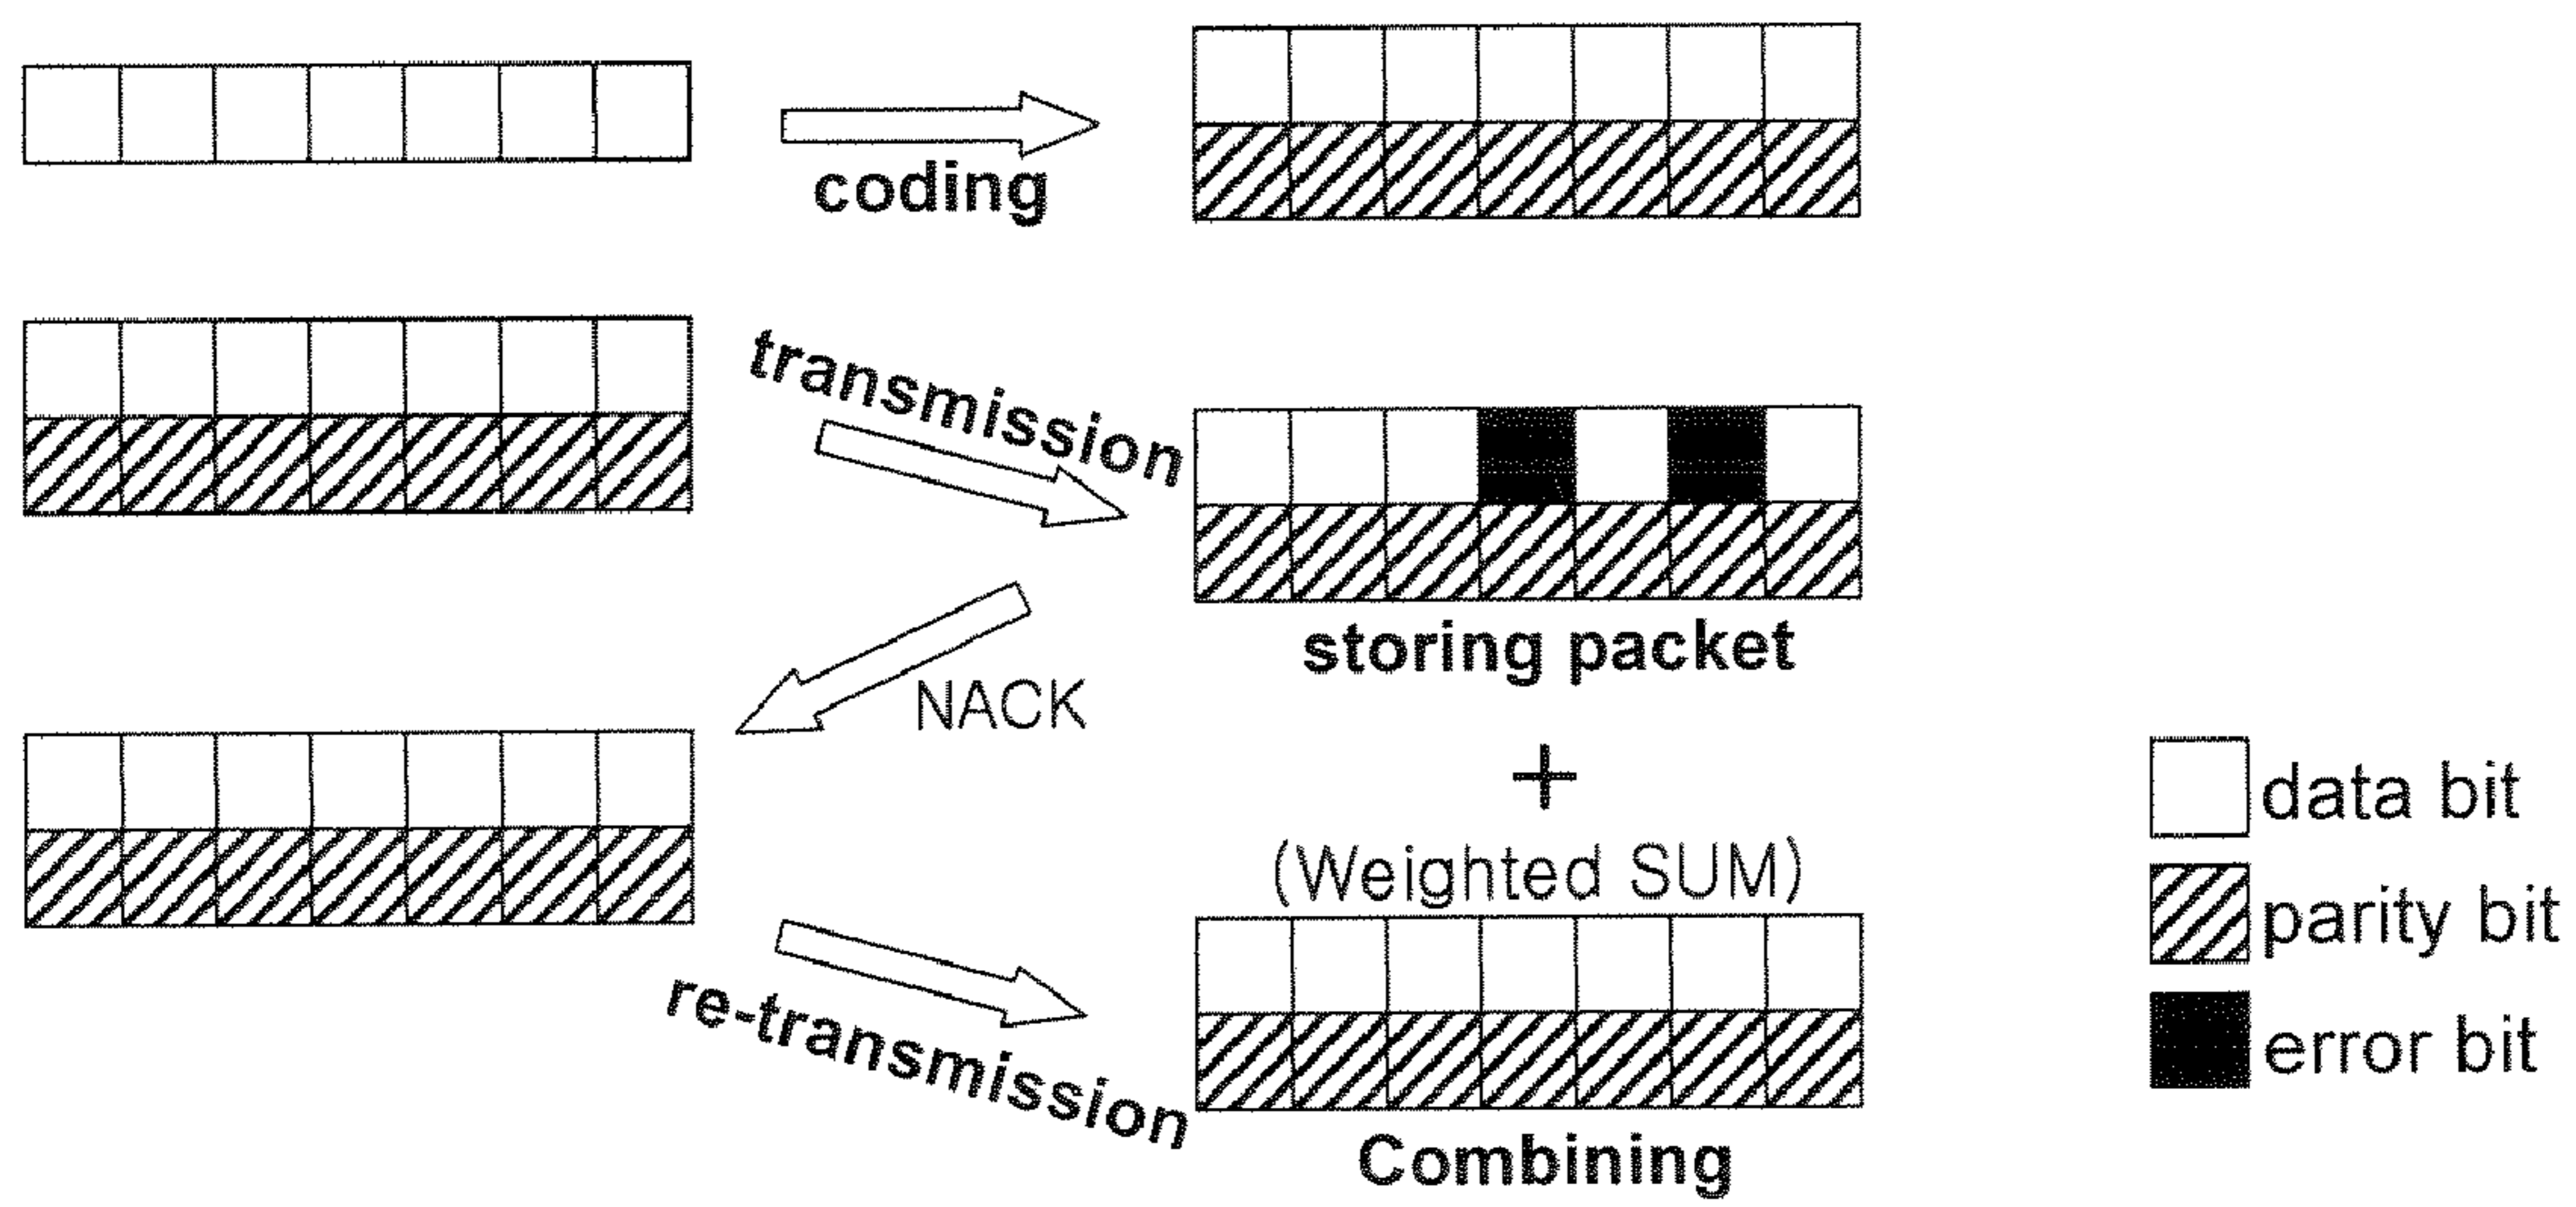 coding
transmission
storing packet
NACK
+
(Weighted SUM)
re-transmission
Combining
data bit
parity bit
error bit